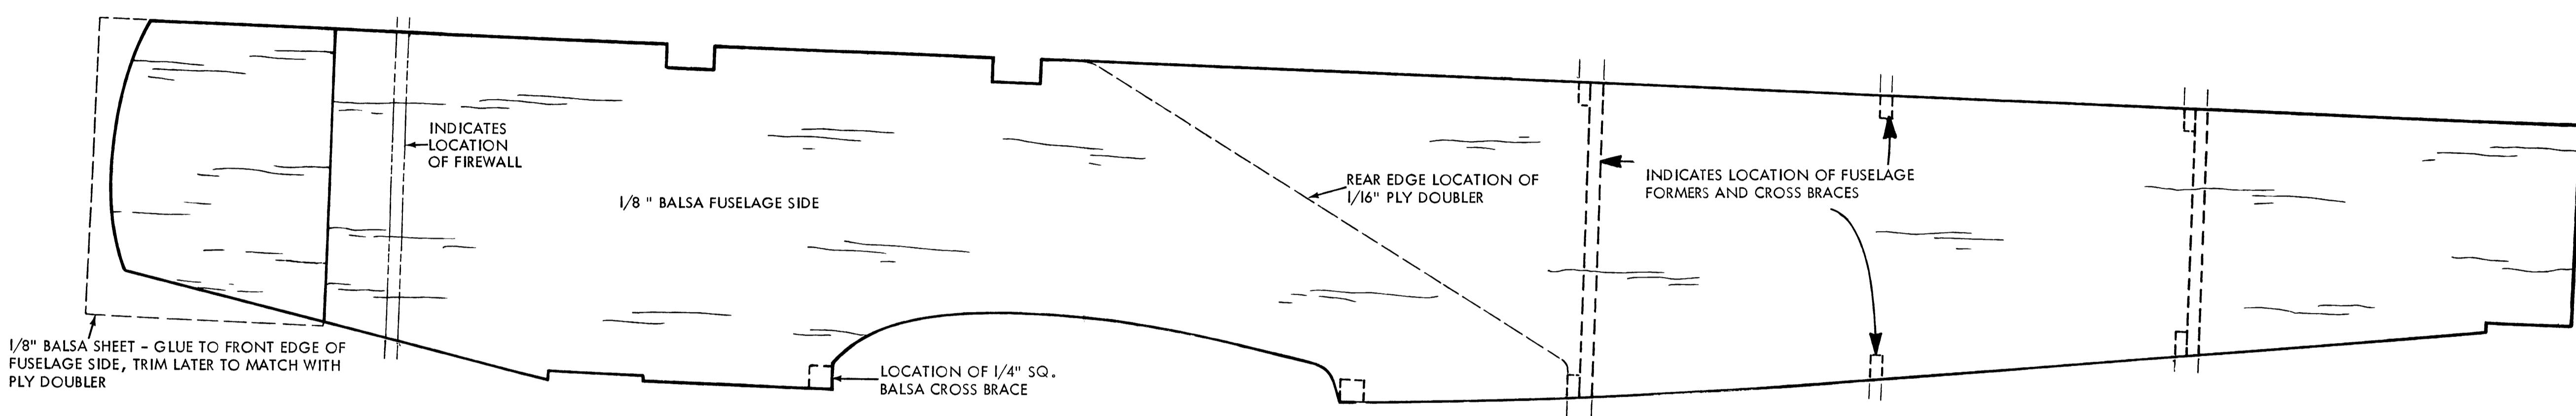 INDICATES
LOCATION
OF FIREWALL
1/8 " BALSA FUSELAGE SIDE
REAR EDGE LOCATION OF
1/16" PLY DOUBLER
INDICATES LOCATION OF FUSELAGE
FORMERS AND CROSS BRACES
1/8" BALSA SHEET - GLUE TO FRONT EDGE OF
FUSELAGE SIDE, TRIM LATER TO MATCH WITH
PLY DOUBLER
LOCATION OF 1/4" SQ.
BALSA CROSS BRACE